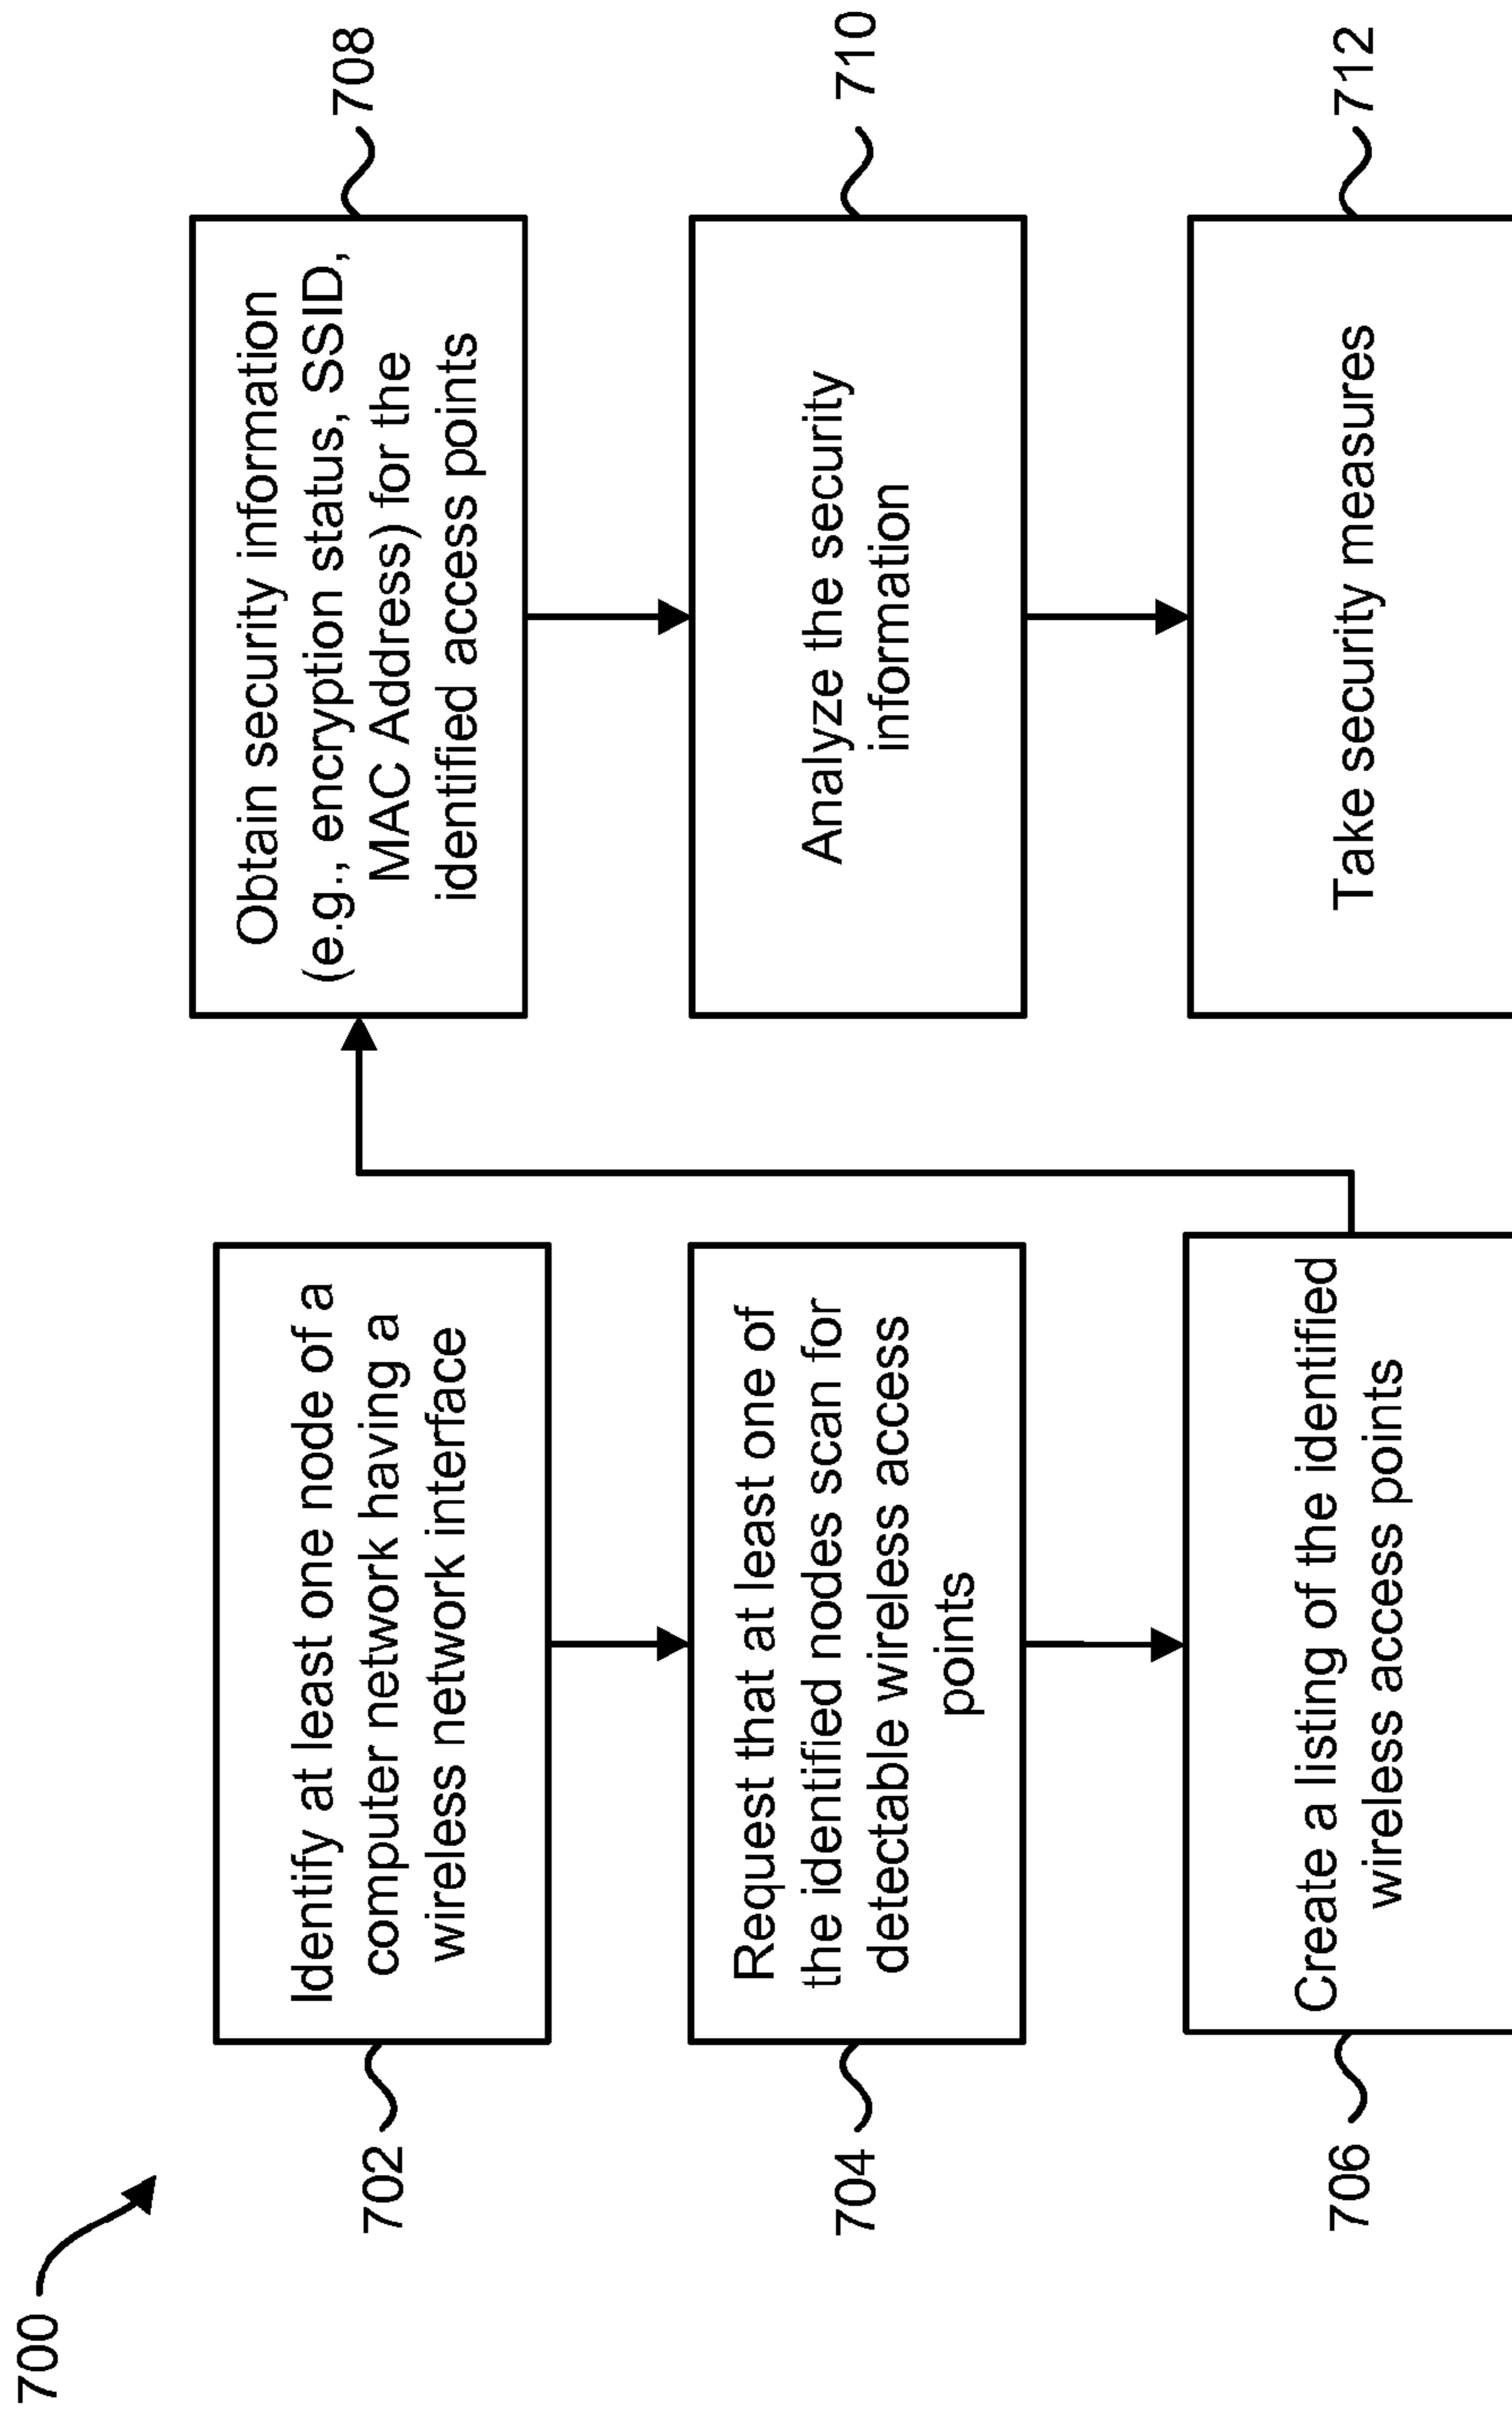 700
702
Identify at least one node of a
computer network having a
wireless network interface
704
Request that at least one of
the identified nodes scan for
detectable wireless access
points
706
Create a listing of the identified
wireless access points
708
Obtain security information
(e.g., encryption status, SSID,
MAC Address) for the
identified access points
710
Analyze the security
information
712
Take security measures